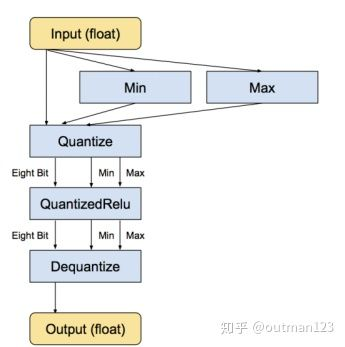 Input (float)
Min
Max
Quantize
Eight Bit
Min
Max
QuantizedRelu
Eight Bit
Min
Max
Dequantize
Output (float)
知乎 @outman123